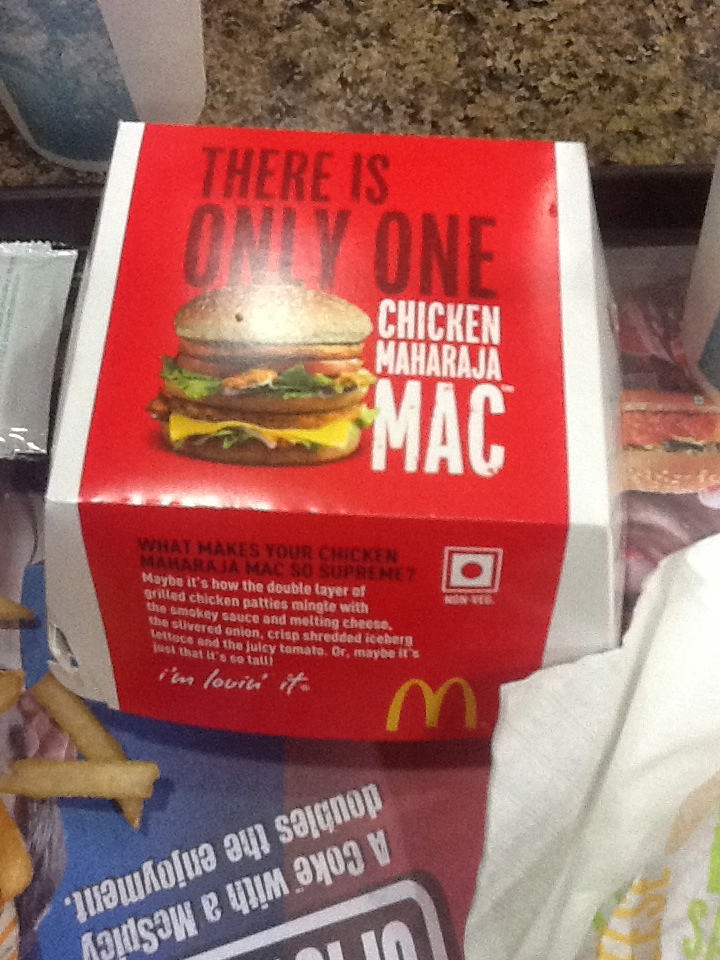 THERE IS
ONLY ONE
CHICKEN
MAHARAJA
MAC™
WHAT MAKES YOUR CHICKEN
MAHARAJA MAC SO SUPREME?
Maybe it's how the double layer of
grilled chicken patties mingle with
the smokey sauce and melting cheese,
the slivered onion, crisp shredded iceberg
lettuce and the juicy tomato. Or, maybe it's
just that it's so tall!
NON-VEG.
i'm lovin' it.
A Coke™ with a McSpicy
doubles the enjoyment.